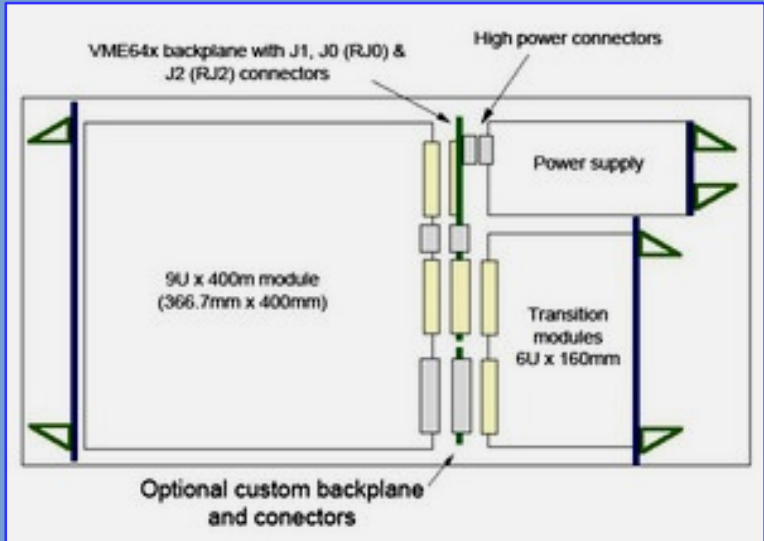 VME64x backplane with J1, J0 (RJ0) &
J2 (RJ2) connectors
High power connectors
Power supply
9U x 400m module
(366.7mm x 400mm)
Transition
modules
6U x 160mm
Optional custom backplane
and conectors